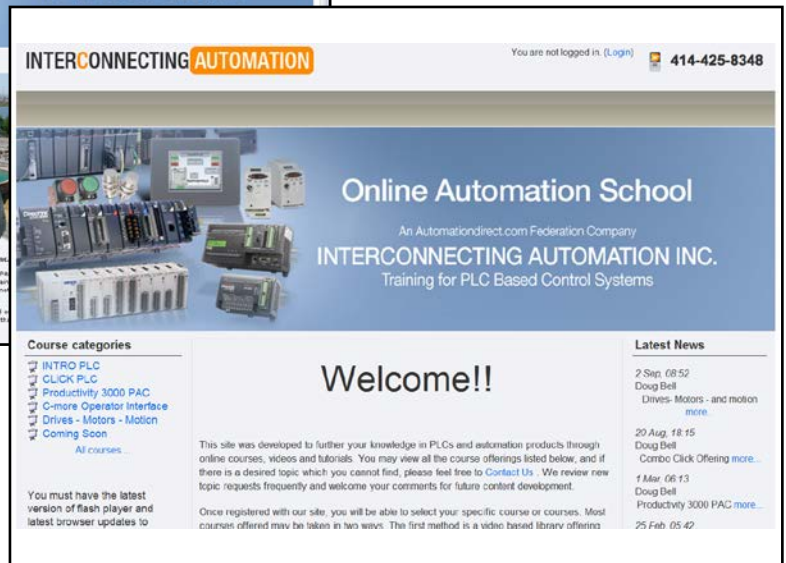 INTERCONNECTING AUTOMATION
You are not logged in. (Login)
414-425-8348
Online Automation School
An Automationdirect.com Federation Company
INTERCONNECTING AUTOMATION INC.
Training for PLC Based Control Systems
Course categories
INTRO PLC
CLICK PLC
Productivity 3000 PAC
C-more Operator Interface
Drives - Motors - Motion
Coming Soon
All courses ...
You must have the latest
version of flash player and
latest browser updates to
Welcome!!
This site was developed to further your knowledge in PLCs and automation products through
online courses, videos and tutorials. You may view all the course offerings listed below, and if
there is a desired topic which you cannot find, please feel free to Contact Us . We review new
topic requests frequently and welcome your comments for future content development.
Once registered with our site, you will be able to select your specific course or courses. Most
courses offered may be taken in two ways. The first method is a video based library offering
Latest News
2 Sep, 08:52
Doug Bell
Drives- Motors - and motion
more...
20 Aug, 18:15
Doug Bell
Combo Click Offering more...
1 Mar, 06:13
Doug Bell
Productivity 3000 PAC more...
25 Feb, 05:42